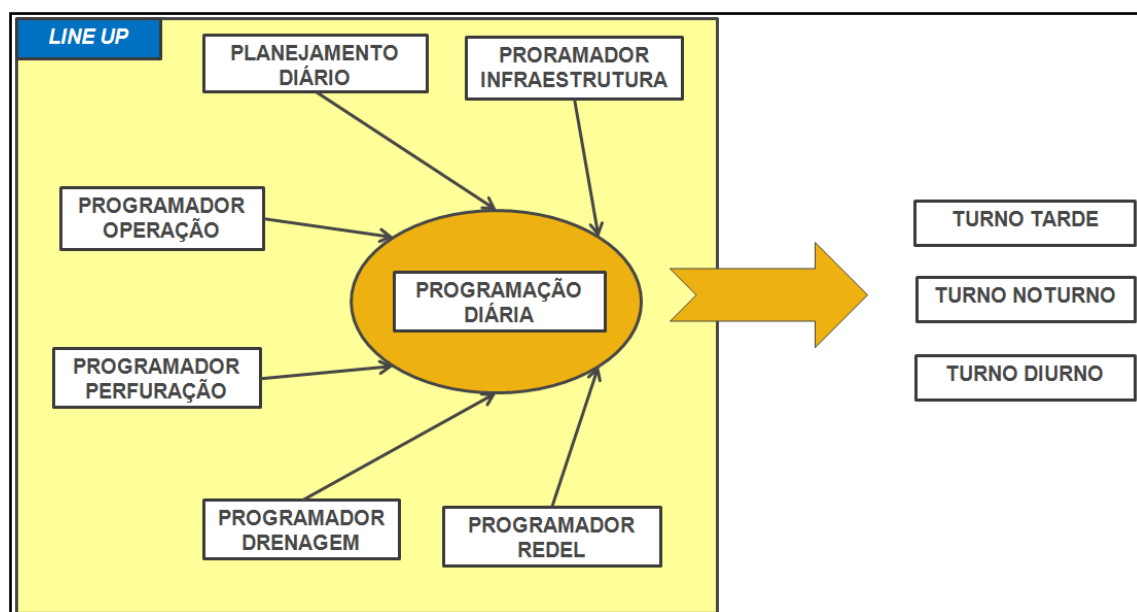 LINE UP
PLANEJAMENTO
DIÁRIO
PRORAMADOR
INFRAESTRUTURA
PROGRAMADOR
OPERAÇÃO
PROGRAMAÇÃO
DIÁRIA
PROGRAMADOR
PERFURAÇÃO
PROGRAMADOR
DRENAGEM
PROGRAMADOR
REDEL
TURNO TARDE
TURNO NOTURNO
TURNO DIURNO